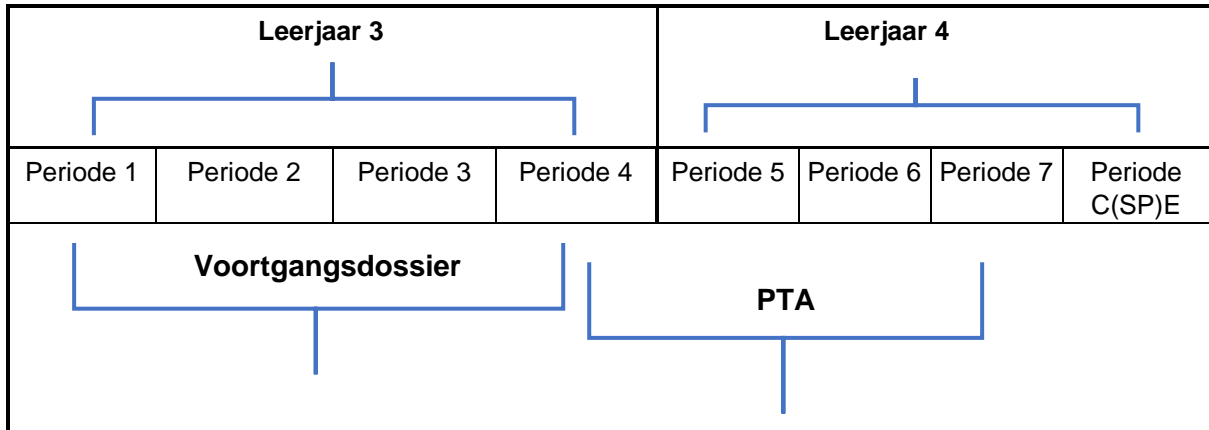 Leerjaar 3
Leerjaar 4
Periode 1
Periode 2
Periode 3
Periode 4
Periode 5
Periode 6
Periode 7
Periode
C(SP)E
Voortgangsdossier
PTA